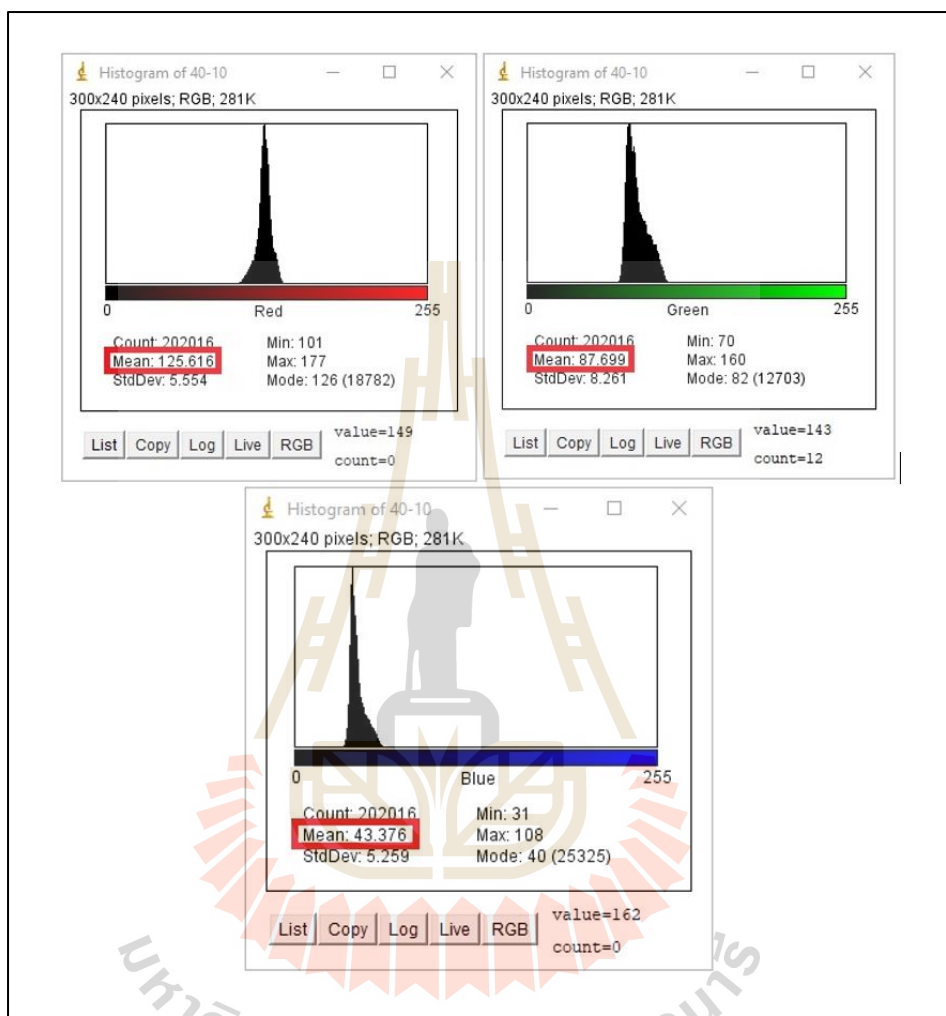 Histogram of 40-10
300x240 pixels; RGB; 281K
0 Red 255
Count: 202016 Min: 101
Mean: 125.616 Max: 177
StdDev: 5.554 Mode: 126 (18782)
List Copy Log Live RGB
value=149
count=0
Histogram of 40-10
300x240 pixels; RGB; 281K
0 Green 255
Count: 202016 Min: 70
Mean: 87.699 Max: 160
StdDev: 8.261 Mode: 82 (12703)
List Copy Log Live RGB
value=143
count=12
Histogram of 40-10
300x240 pixels; RGB; 281K
0 Blue 255
Count: 202016 Min: 31
Mean: 43.376 Max: 108
StdDev: 5.259 Mode: 40 (25325)
List Copy Log Live RGB
value=162
count=0